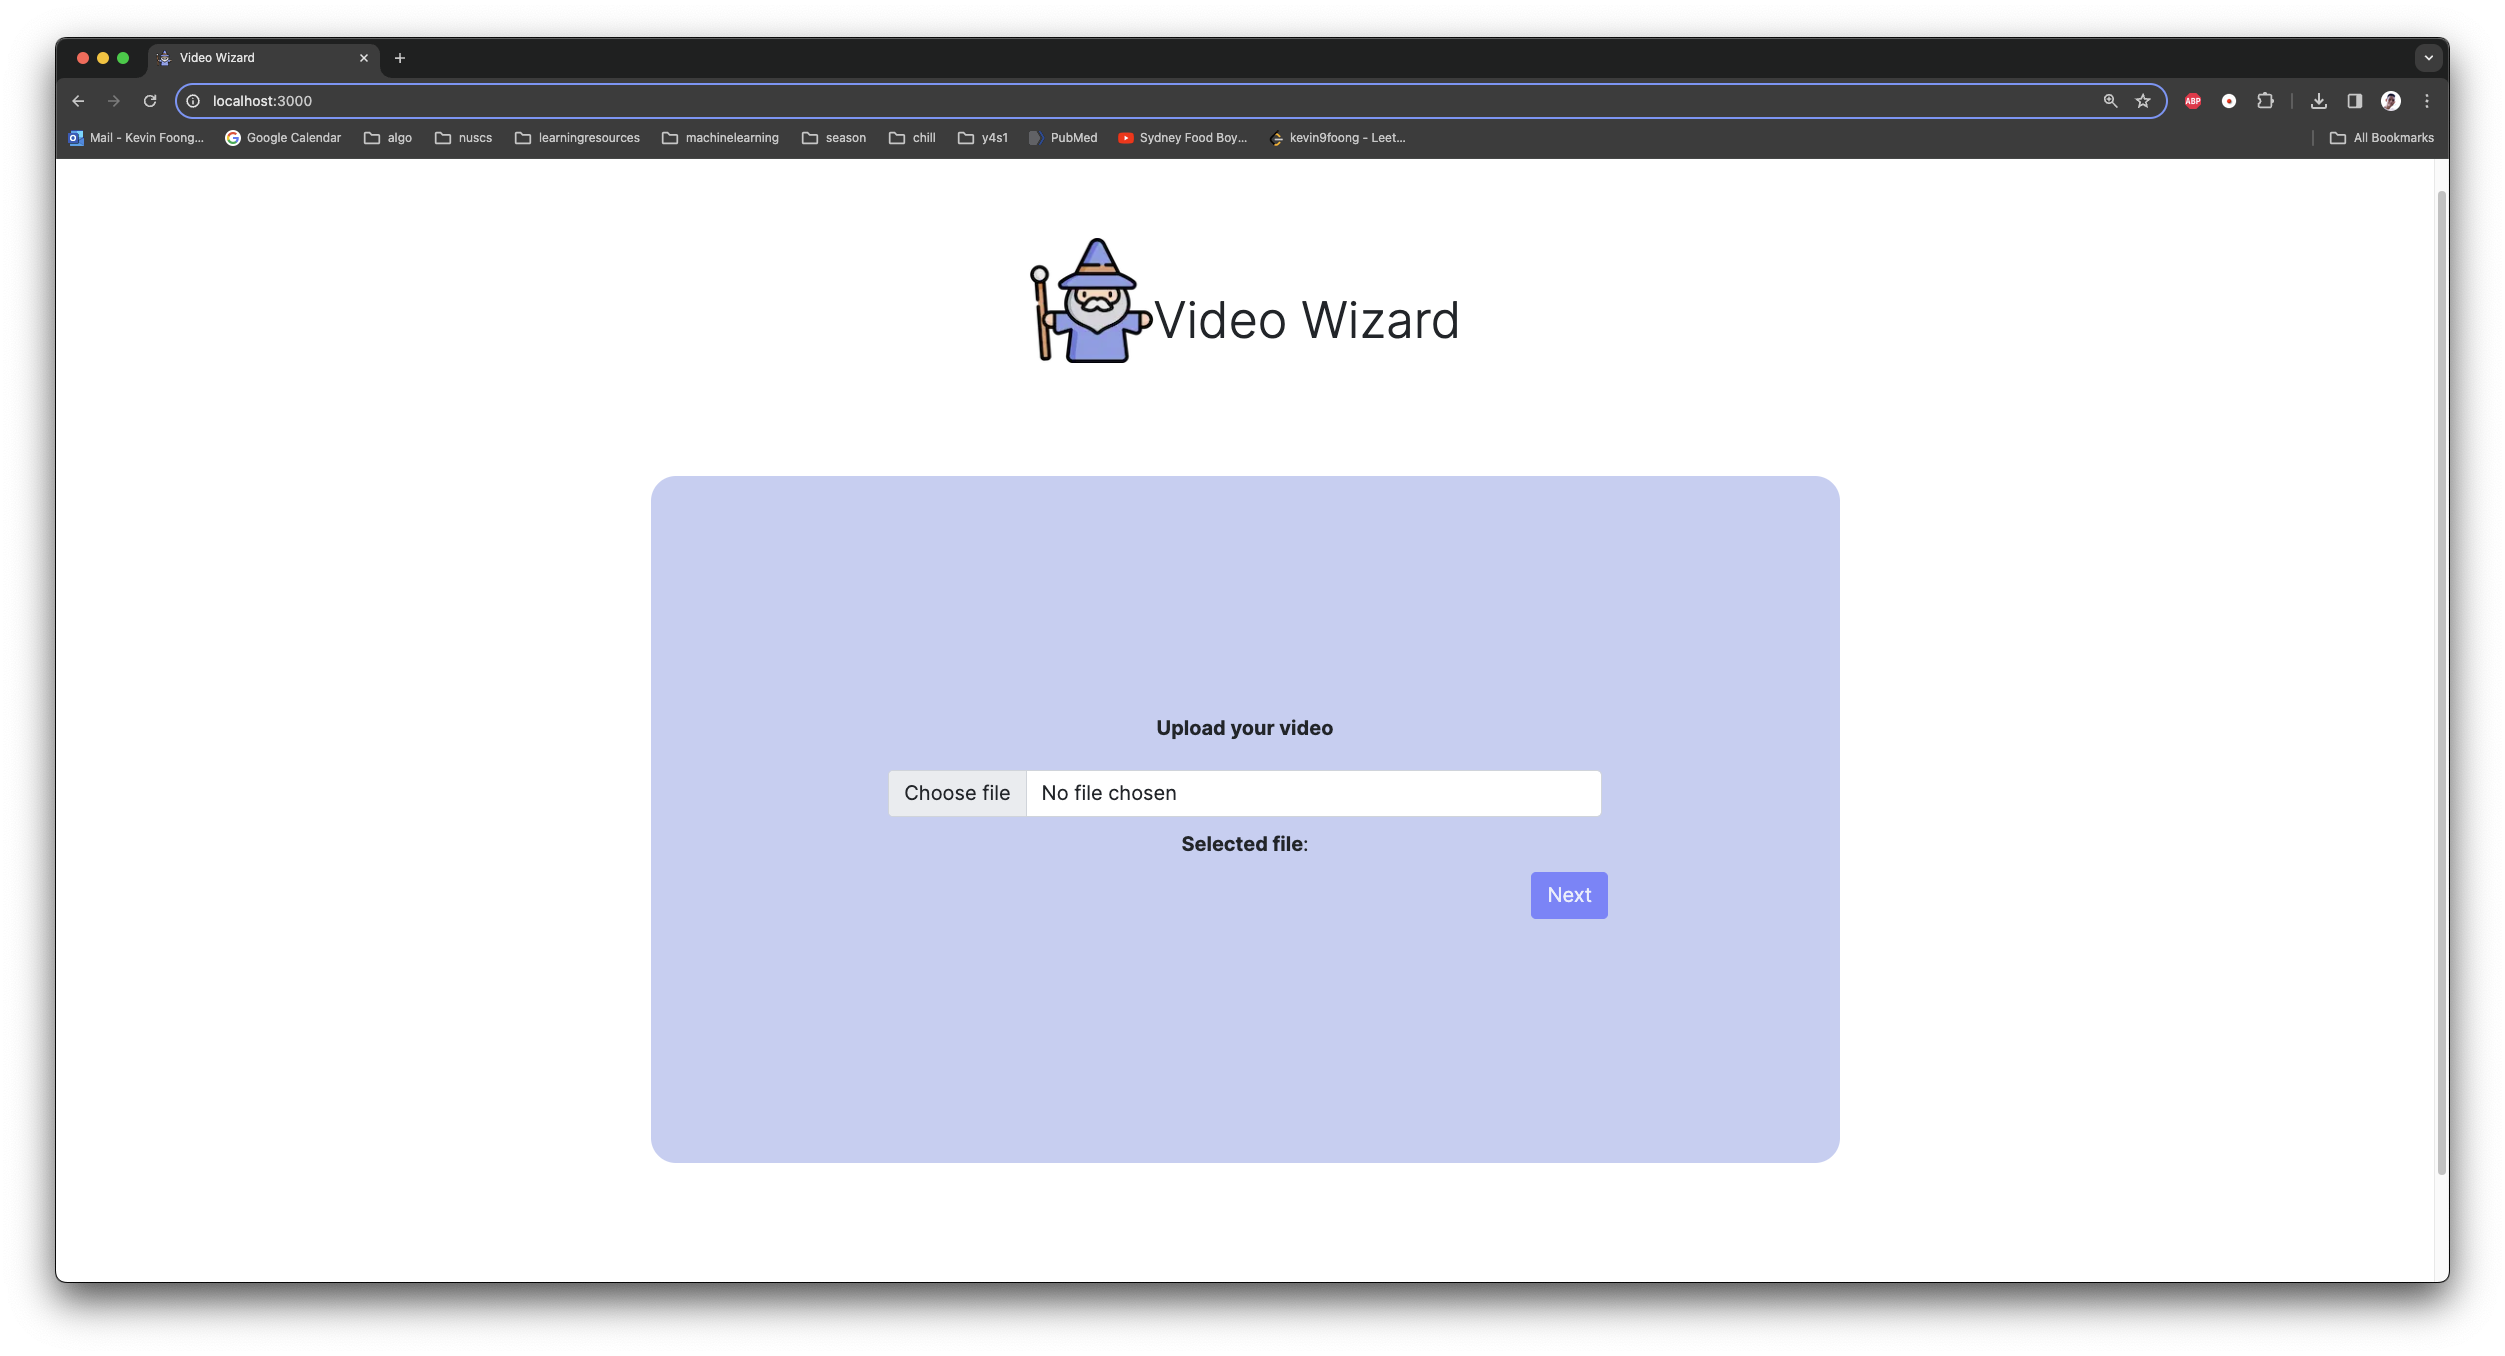 Video Wizard
localhost:3000
ABP
Mail - Kevin Foong...
Google Calendar
algo
nuscs
learningresources
machinelearning
season
chill
y4s1
PubMed
Sydney Food Boy...
kevin9foong - Leet...
All Bookmarks
Video Wizard
Upload your video
Choose file
No file chosen
Selected file:
Next